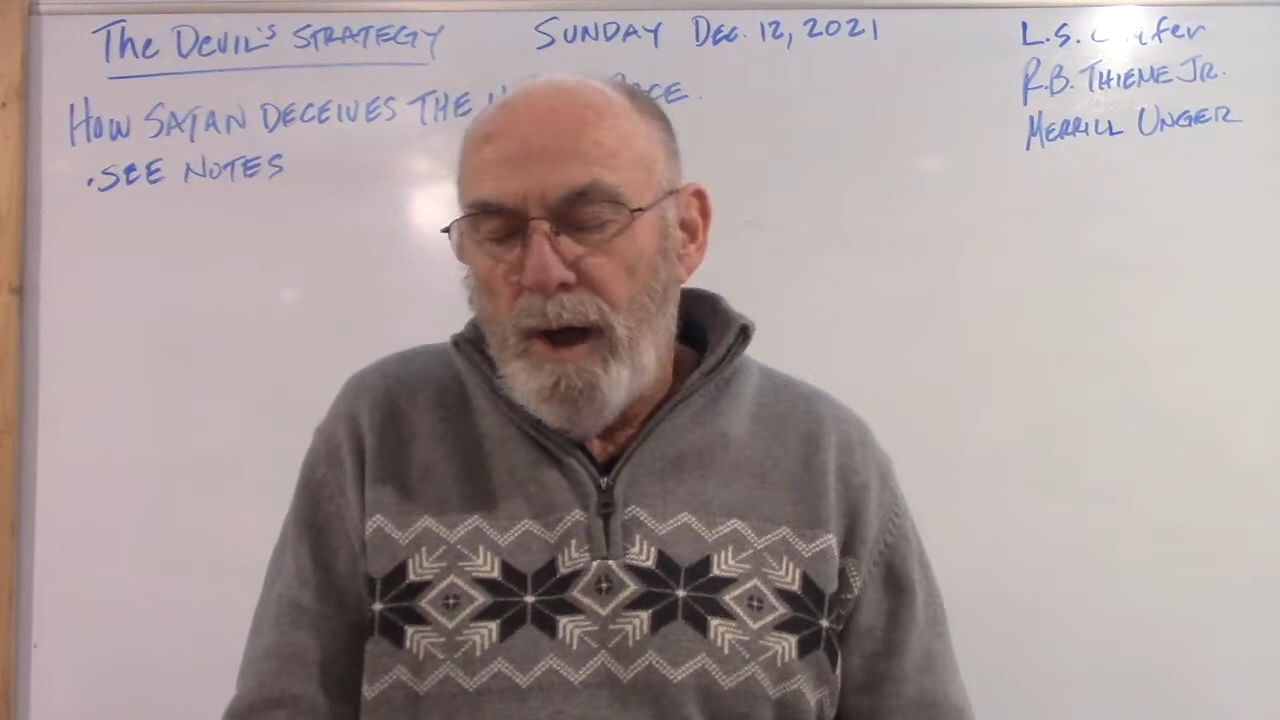 The Devil's Strategy Sunday Dec. 12, 2021
How Satan Deceives the
. See Notes
L.S.
R.B. Thieme Jr.
Merrill Unger